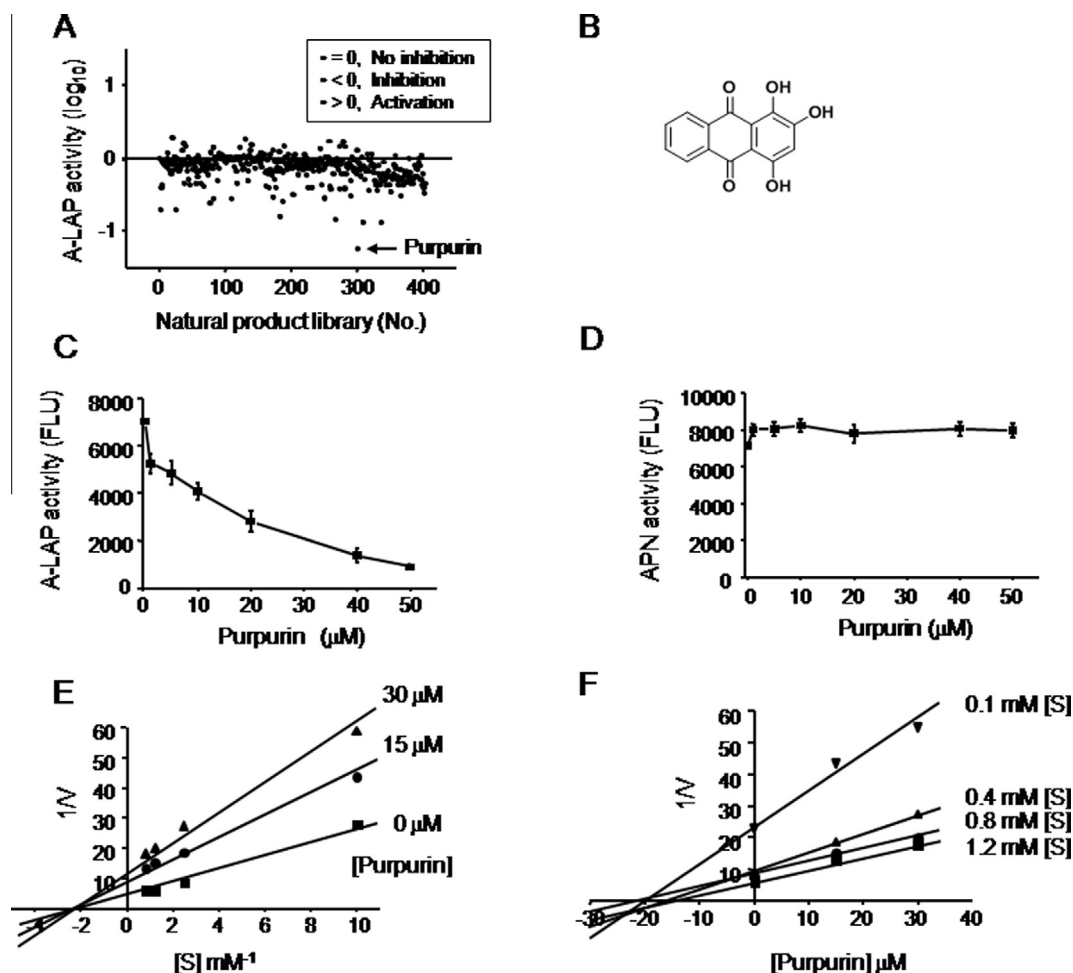 A
A-LAP activity (log10)
1
0
-1
• = 0, No inhibition
• < 0, Inhibition
• > 0, Activation
Purpurin
0 100 200 300 400
Natural product library (No.)
B
O OH
OH
O OH
C
A-LAP activity (FLU)
8000
6000
4000
2000
0
0 10 20 30 40 50
Purpurin (μM)
D
APN activity (FLU)
10000
8000
6000
4000
2000
0
0 10 20 30 40 50
Purpurin (μM)
E
1/V
60
50
40
30
20
10
30 μM
15 μM
0 μM
[Purpurin]
-4 -2 0 2 4 6 8 10
[S] mM-1
F
1/V
60
50
40
30
20
10
0.1 mM [S]
0.4 mM [S]
0.8 mM [S]
1.2 mM [S]
-30 -20 -10 0 10 20 30 40
[Purpurin] μM